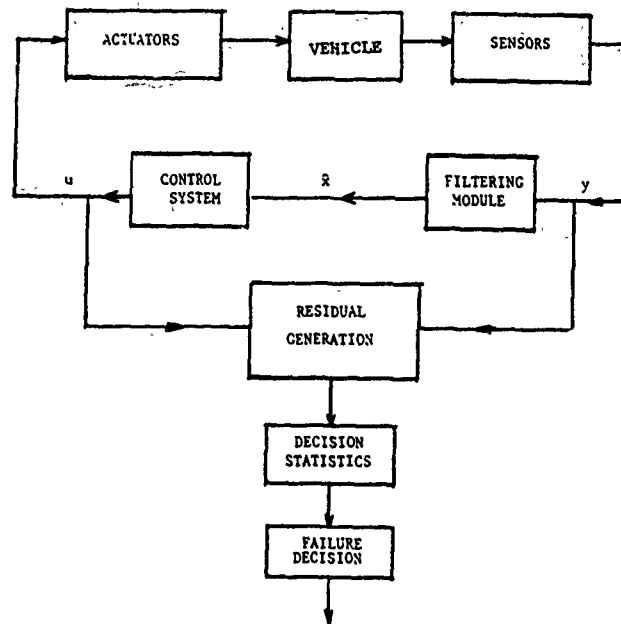 ACTUATORS
VEHICLE
SENSORS
u
CONTROL
SYSTEM
x̂
FILTERING
MODULE
y
RESIDUAL
GENERATION
DECISION
STATISTICS
FAILURE
DECISION